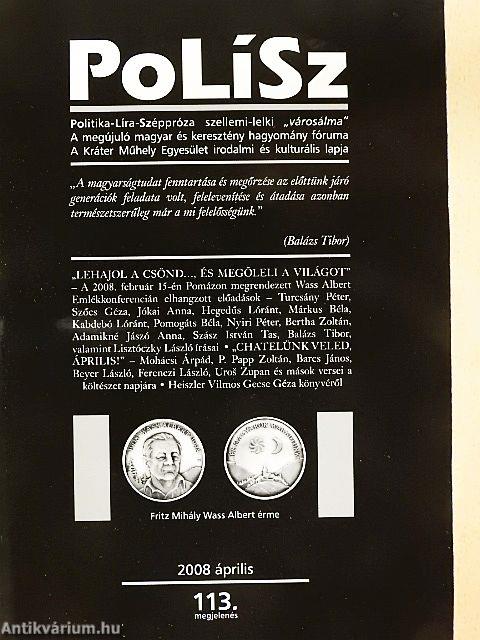 PoLíSz
Politika-Líra-Széppróza szellemi-lelki „városálma"
A megújuló magyar és keresztény hagyomány fóruma
A Kráter Műhely Egyesület irodalmi és kulturális lapja
„A magyarságtudat fenntartása és megőrzése az előttünk járó
generációk feladata volt, felelevenítése és átadása azonban
természetszerűleg már a mi felelősségünk."
(Balázs Tibor)
„LEHAJOL A CSÖND..., ÉS MEGÖLELI A VILÁGOT"
– A 2008. február 15-én Pomázon megrendezett Wass Albert
Emlékkonferencián elhangzott előadások – Turcsány Péter,
Szőcs Géza, Jókai Anna, Hegedűs Lóránt, Márkus Béla,
Kabdebó Lóránt, Pomogáts Béla, Nyiri Péter, Bertha Zoltán,
Adamikné Jászó Anna, Szász István Tas, Balázs Tibor,
valamint Lisztóczky László írásai • „CHATELÜNK VELED,
ÁPRILIS!" – Mohácsi Árpád, P. Papp Zoltán, Barcs János,
Beyer László, Ferenczi László, Uroš Zupan és mások versei a
költészet napjára • Heiszler Vilmos Gecse Géza könyvéről
Fritz Mihály Wass Albert érme
2008 április
113.
megjelenés
Antikvárium.hu